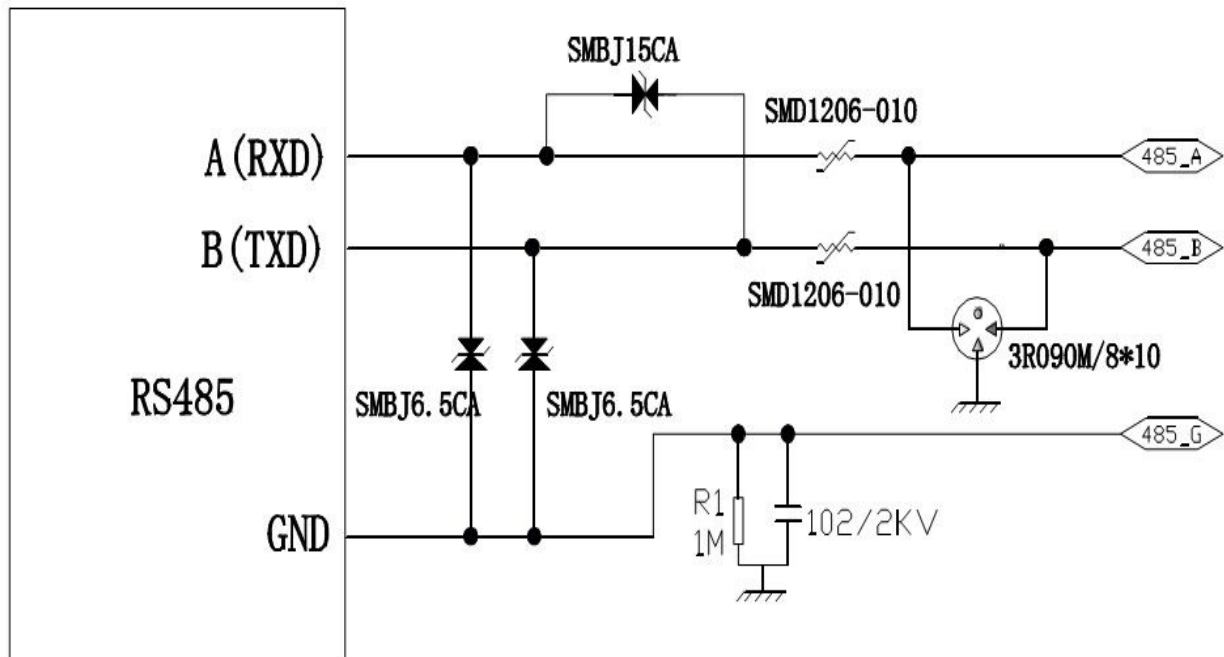 SMBJ15CA
SMD1206-010
A(RXD)
485_A
B(TXD)
485_B
SMD1206-010
3R090M/8*10
RS485
SMBJ6.5CA
SMBJ6.5CA
485_G
R1
1M
102/2KV
GND